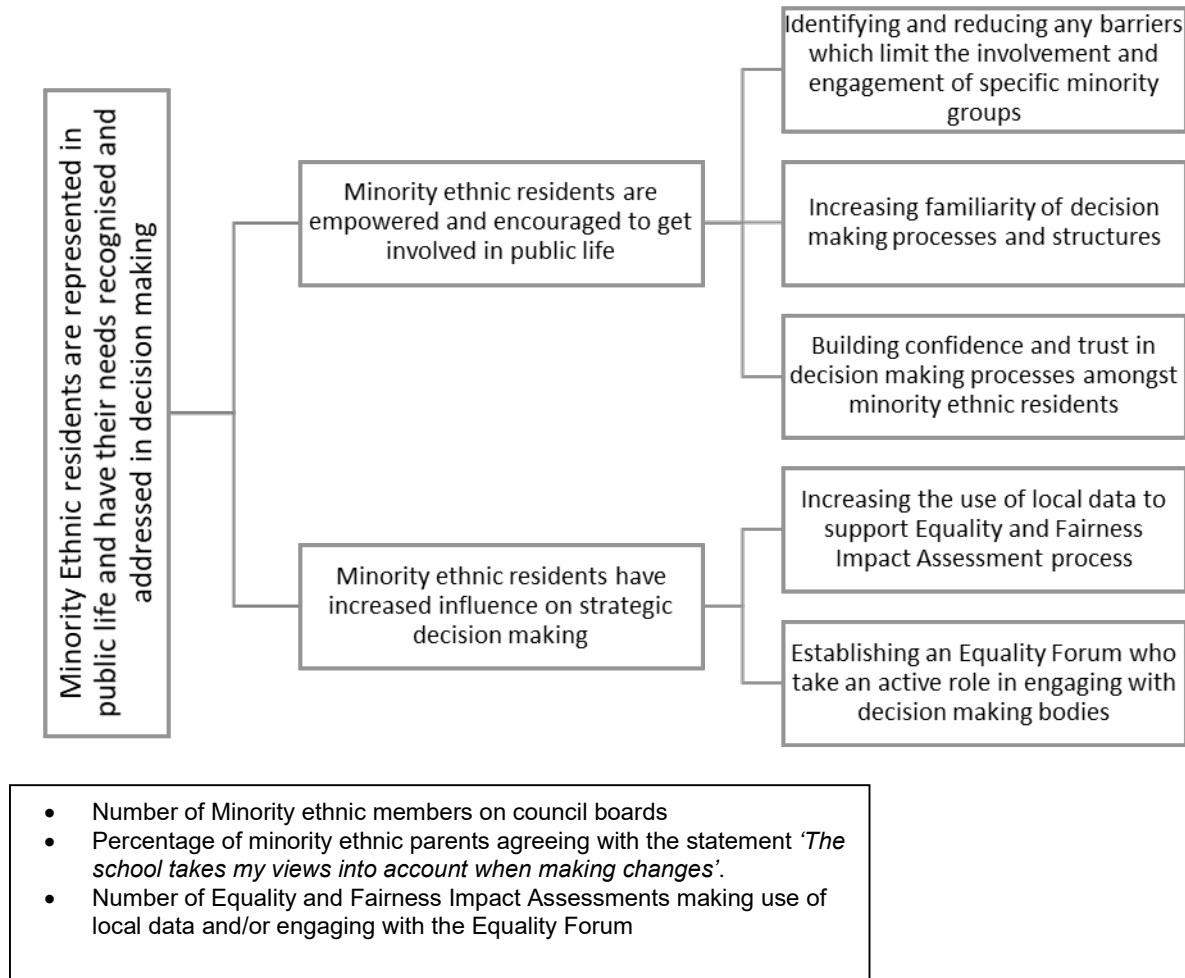 Minority Ethnic residents are represented in
public life and have their needs recognised and
addressed in decision making
Minority ethnic residents are
empowered and encouraged to get
involved in public life
Identifying and reducing any barriers
which limit the involvement and
engagement of specific minority
groups
Increasing familiarity of decision
making processes and structures
Building confidence and trust in
decision making processes amongst
minority ethnic residents
Minority ethnic residents have
increased influence on strategic
decision making
Increasing the use of local data to
support Equality and Fairness
Impact Assessment process
Establishing an Equality Forum who
take an active role in engaging with
decision making bodies
• Number of Minority ethnic members on council boards
• Percentage of minority ethnic parents agreeing with the statement ‘The
school takes my views into account when making changes’.
• Number of Equality and Fairness Impact Assessments making use of
local data and/or engaging with the Equality Forum